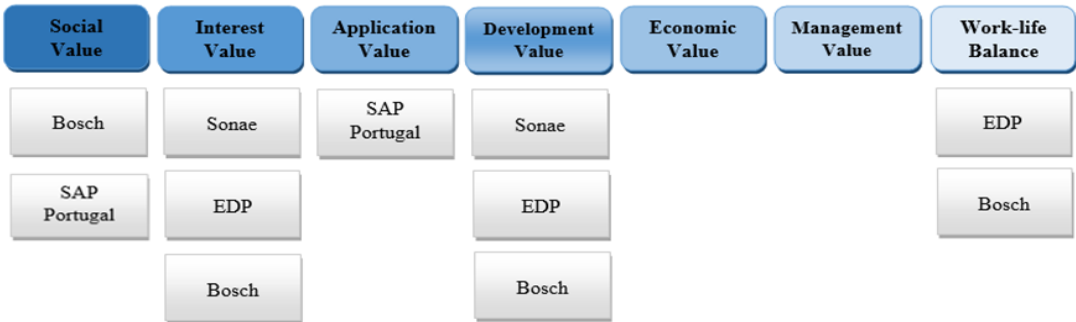 Social
Value
Interest
Value
Application
Value
Development
Value
Economic
Value
Management
Value
Work-life
Balance
Bosch
Sonae
SAP
Portugal
Sonae
EDP
SAP
Portugal
EDP
EDP
Bosch
Bosch
Bosch